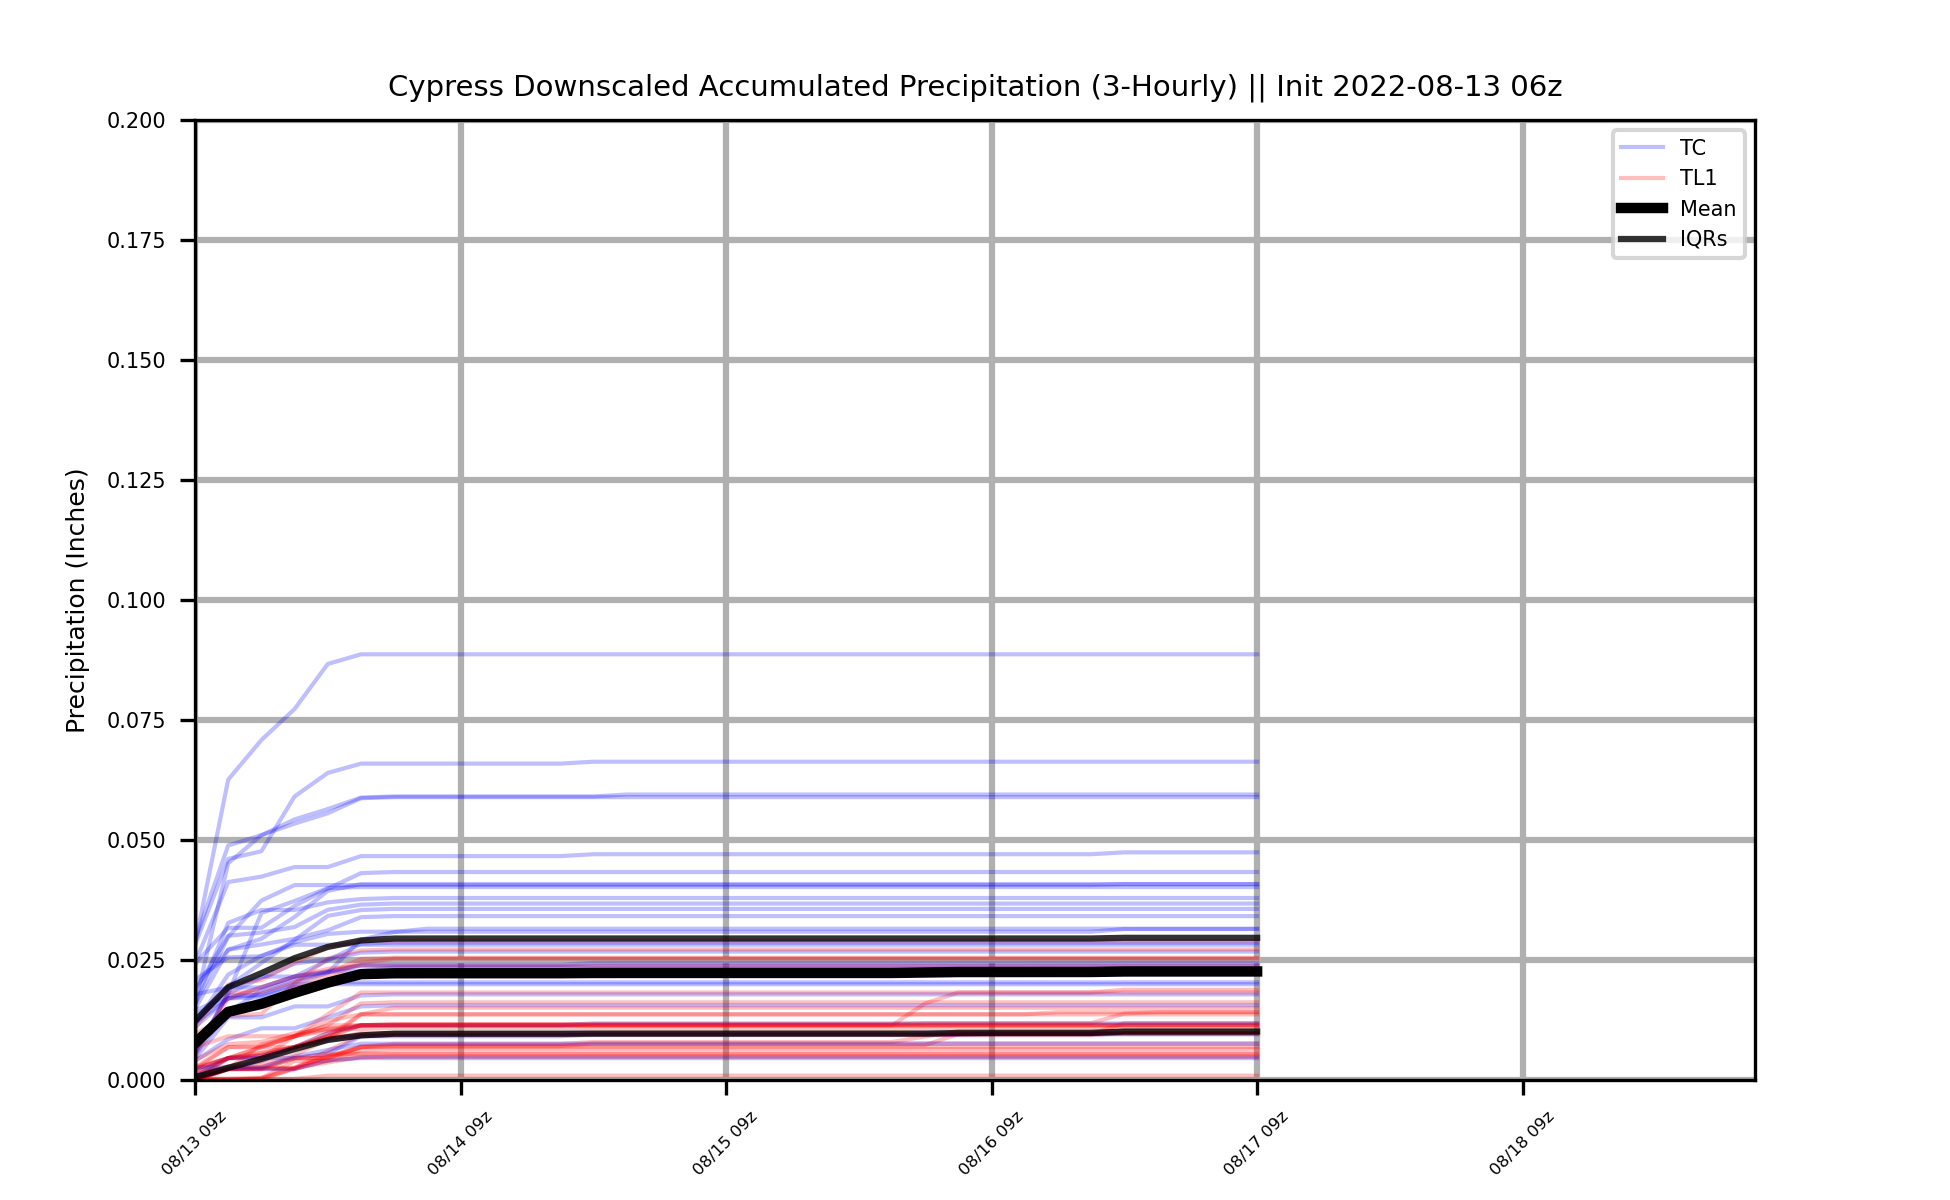 Cypress Downscaled Accumulated Precipitation (3-Hourly) || Init 2022-08-13 06z
0.200
0.175
0.150
0.125
0.100
0.075
0.050
0.025
0.000
Precipitation (Inches)
TC
TL1
Mean
IQRs
08/13 09z
08/14 09z
08/15 09z
08/16 09z
08/17 09z
08/18 09z